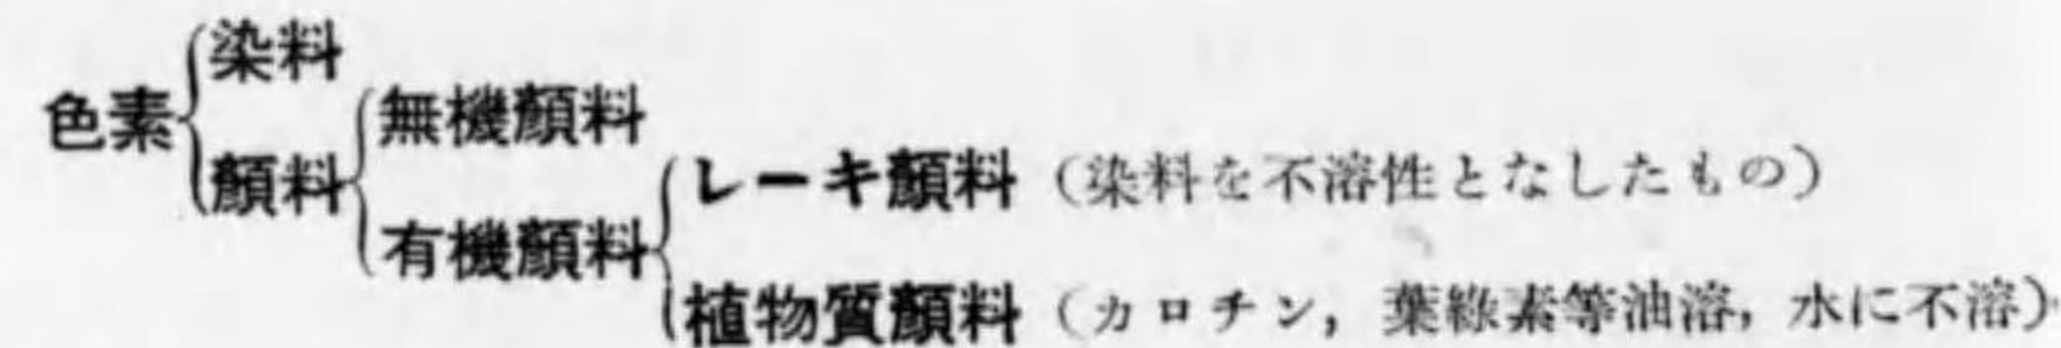 染料
色素
無機顔料
顔料
レーキ顔料（染料を不溶性となしたもの）
有機顔料
植物質顔料（カロチン，葉綠素等油溶，水に不溶）